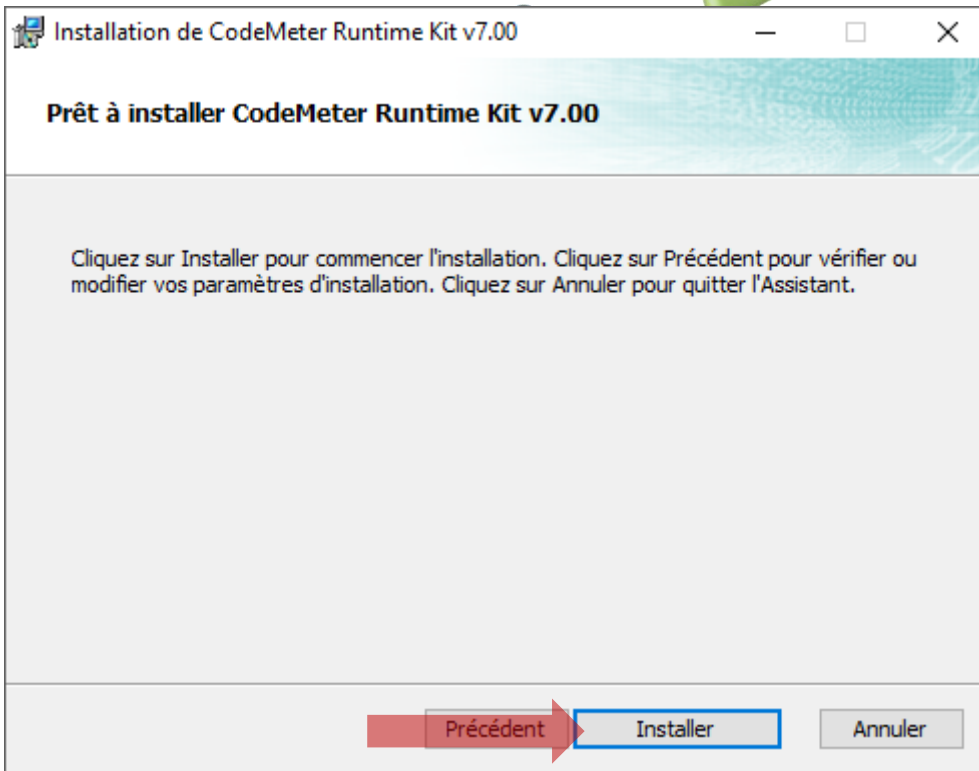 Installation de CodeMeter Runtime Kit v7.00
Prêt à installer CodeMeter Runtime Kit v7.00
Cliquez sur Installer pour commencer l'installation. Cliquez sur Précédent pour vérifier ou
modifier vos paramètres d'installation. Cliquez sur Annuler pour quitter l'Assistant.
Précédent Installer Annuler